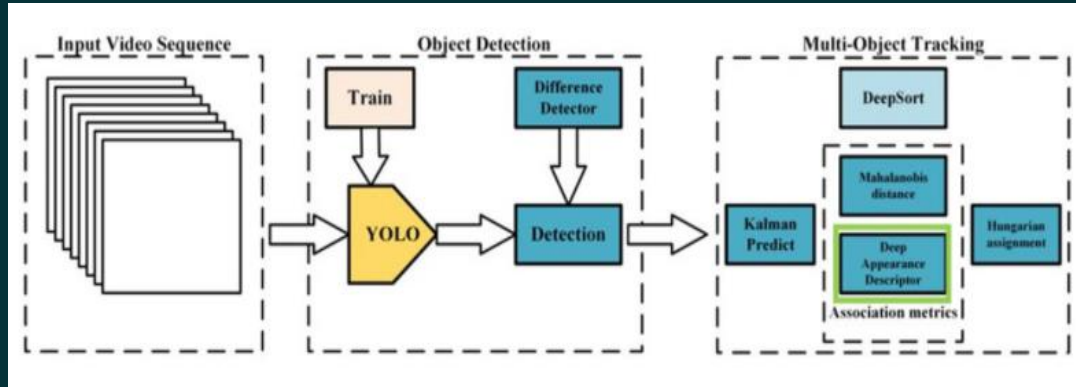 Input Video Sequence
Object Detection
Train
Difference
Detector
YOLO
Detection
Multi-Object Tracking
DeepSort
Kalman
Predict
Mahalanobis
distance
Deep
Appearance
Descriptor
Association metrics
Hungarian
assignment